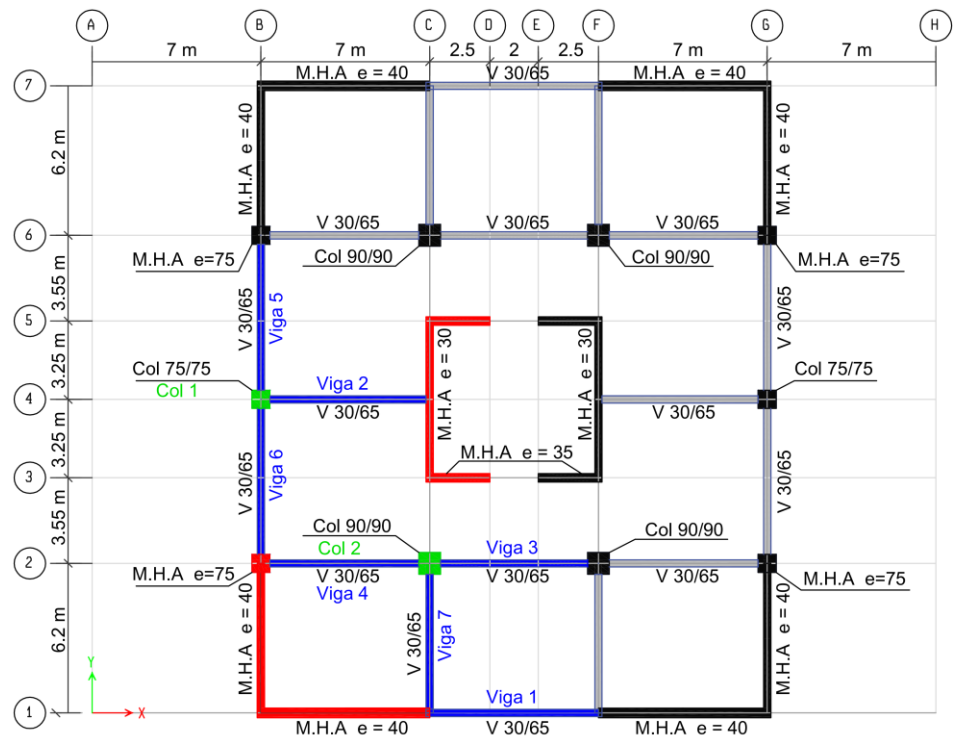 A B C D E F G H
7 m 7 m 2.5 2 2.5 7 m 7 m
M.H.A e = 40 V 30/65 M.H.A e = 40
7
M.H.A e = 40
M.H.A e = 40
6.2 m
V 30/65 V 30/65 V 30/65
6
M.H.A e=75 Col 90/90 Col 90/90 M.H.A e=75
3.55 m
V 30/65
Viga 5
V 30/65
5
3.25 m
M.H.A e = 30
M.H.A e = 30
Col 75/75 Col 75/75
Col 1
Viga 2
4
V 30/65 V 30/65
3.25 m
M.H.A e = 35
3
V 30/65
Viga 6
V 30/65
3.55 m
Col 90/90 Col 90/90
Col 2 Viga 3
2
M.H.A e=75 V 30/65 V 30/65 V 30/65 M.H.A e=75
Viga 4
M.H.A e = 40
V 30/65
Viga 7
M.H.A e = 40
6.2 m
Y
X
Viga 1
1
M.H.A e = 40 V 30/65 M.H.A e = 40